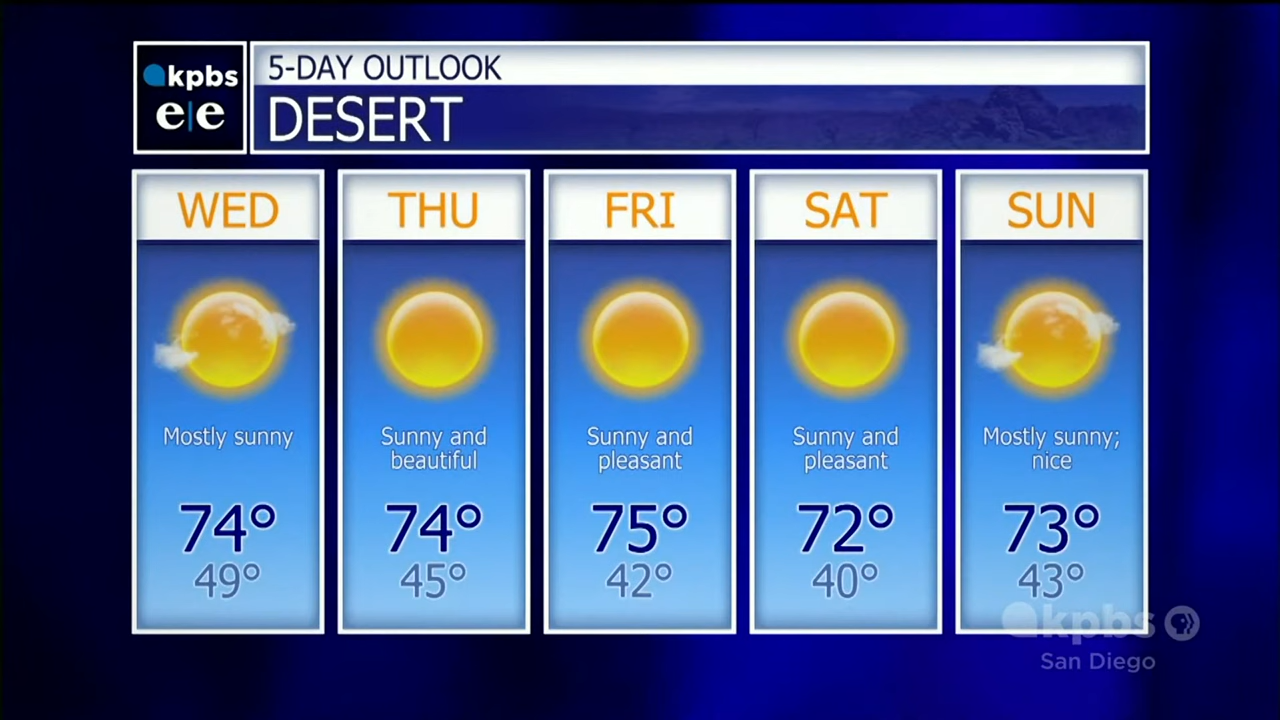 kpbs
e|e
5-DAY OUTLOOK
DESERT
WED
Mostly sunny
74°
49°
THU
Sunny and
beautiful
74°
45°
FRI
Sunny and
pleasant
75°
42°
SAT
Sunny and
pleasant
72°
40°
SUN
Mostly sunny;
nice
73°
43°
kpbs
San Diego